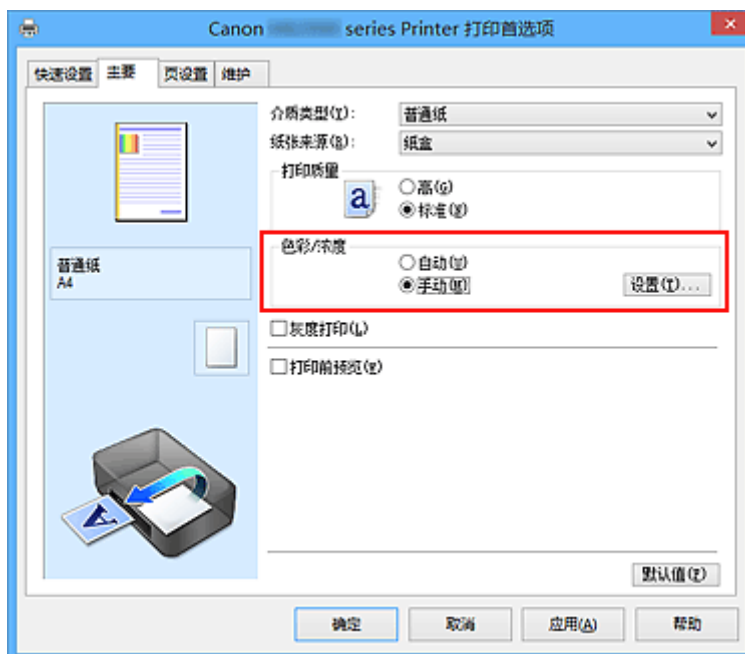 Canon series Printer 打印首选项
快速设置 主要 页设置 维护
介质类型(Y): 普通纸
纸张来源(R): 纸盒
打印质量
a
高(G)
标准(S)
色彩/浓度
自动(U)
手动(M)
设置(T)...
普通纸
A4
灰度打印(L)
打印前预览(E)
A
默认值(F)
确定 取消 应用(A) 帮助